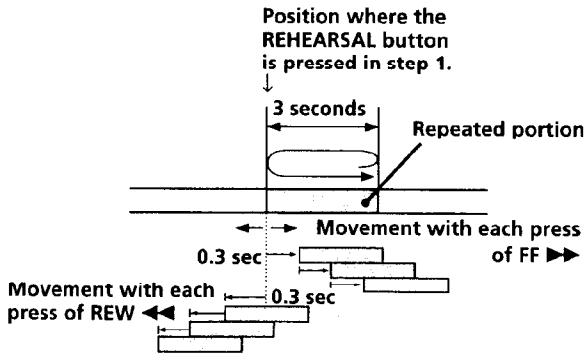 Position where the
REHEARSAL button
is pressed in step 1.
3 seconds
Repeated portion
Movement with each press
of FF ▶▶
0.3 sec
Movement with each
press of REW ◀◀
0.3 sec